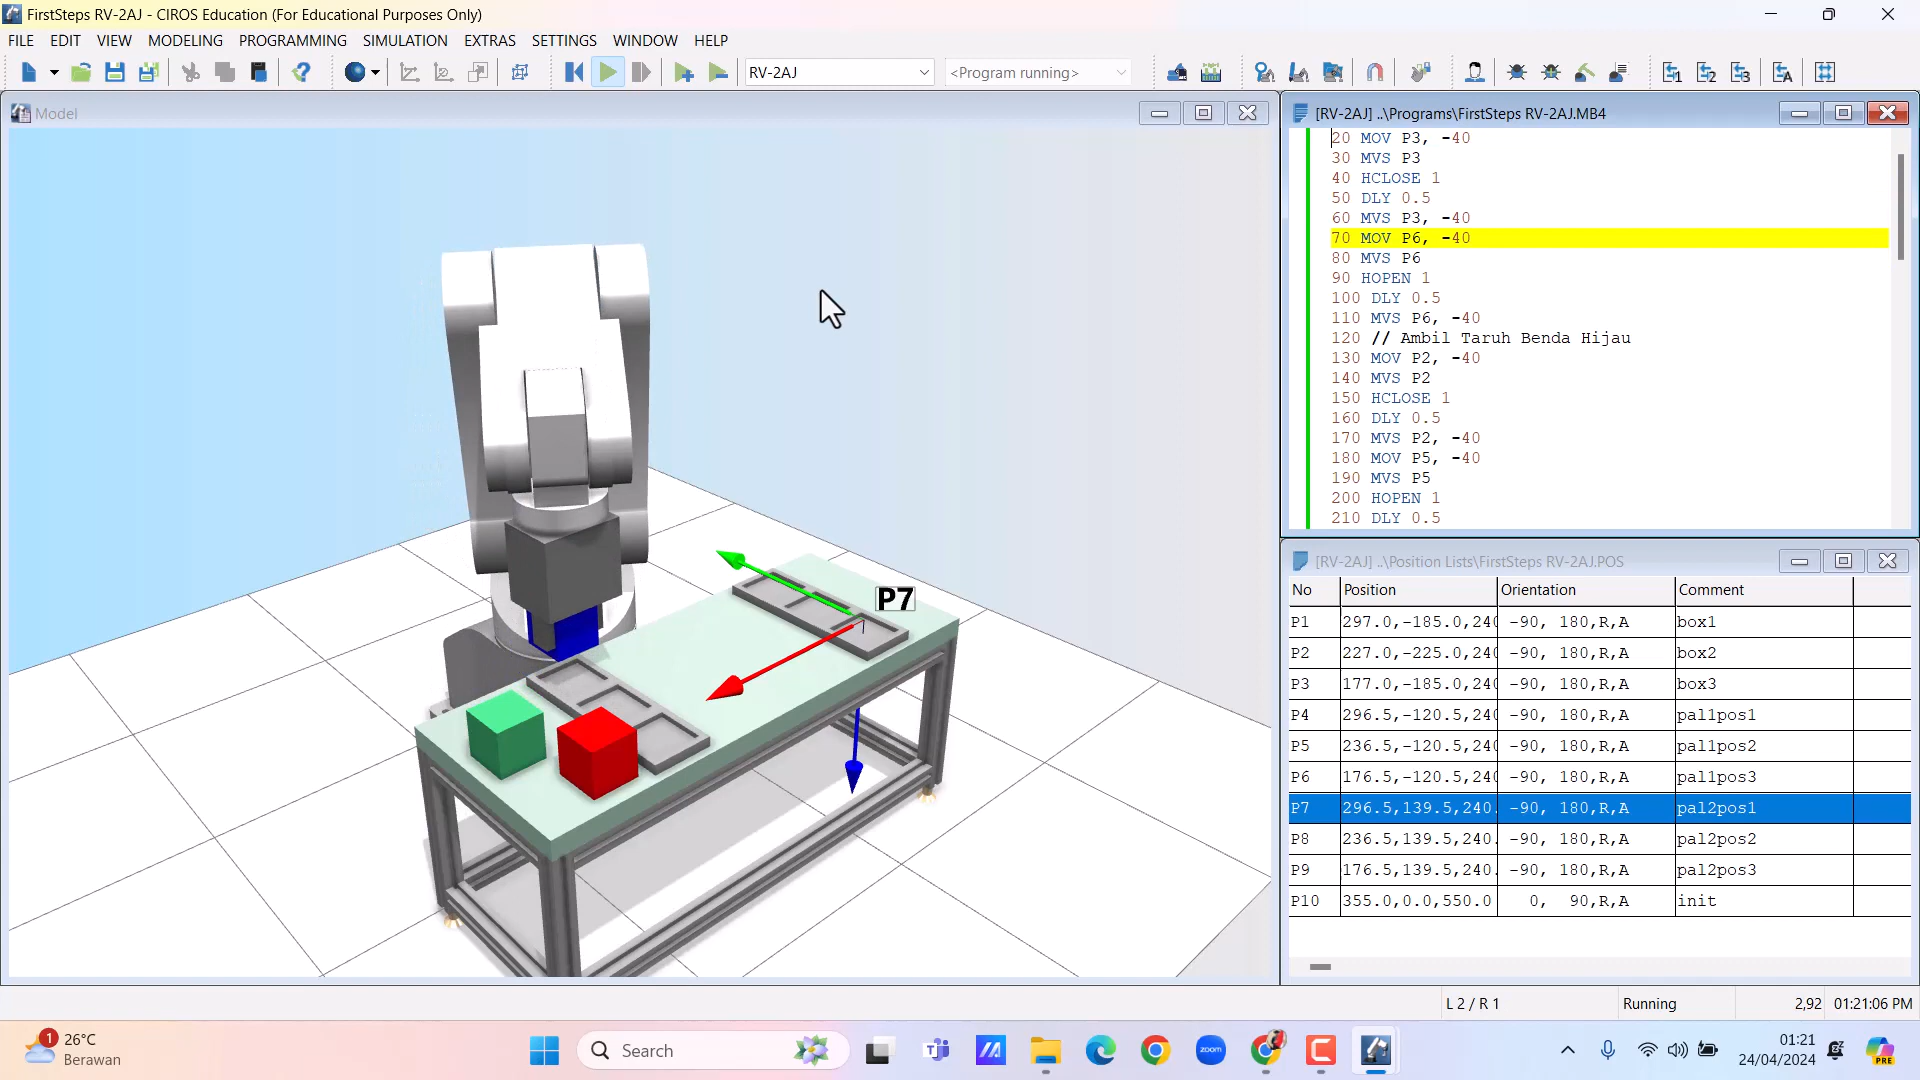 FirstSteps RV-2AJ - CIROS Education (For Educational Purposes Only)
FILE EDIT VIEW MODELING PROGRAMMING SIMULATION EXTRAS SETTINGS WINDOW HELP
RV-2AJ <Program running>
Model
P7
[RV-2AJ] ..\Programs\FirstSteps RV-2AJ.MB4
20 MOV P3, -40
30 MVS P3
40 HCLOSE 1
50 DLY 0.5
60 MVS P3, -40
70 MOV P6, -40
80 MVS P6
90 HOPEN 1
100 DLY 0.5
110 MVS P6, -40
120 // Ambil Taruh Benda Hijau
130 MOV P2, -40
140 MVS P2
150 HCLOSE 1
160 DLY 0.5
170 MVS P2, -40
180 MOV P5, -40
190 MVS P5
200 HOPEN 1
210 DLY 0.5
[RV-2AJ] ..\Position Lists\FirstSteps RV-2AJ.POS
No Position Orientation Comment
P1 297.0,-185.0,240 -90, 180,R,A box1
P2 227.0,-225.0,240 -90, 180,R,A box2
P3 177.0,-185.0,240 -90, 180,R,A box3
P4 296.5,-120.5,240 -90, 180,R,A pal1pos1
P5 236.5,-120.5,240 -90, 180,R,A pal1pos2
P6 176.5,-120.5,240 -90, 180,R,A pal1pos3
P7 296.5,139.5,240. -90, 180,R,A pal2pos1
P8 236.5,139.5,240. -90, 180,R,A pal2pos2
P9 176.5,139.5,240. -90, 180,R,A pal2pos3
P10 355.0,0.0,550.0 0, 90,R,A init
L 2 / R 1 Running 2,92 01:21:06 PM
1 26°C
Berawan
Search
zoom
01:21
24/04/2024
PRE